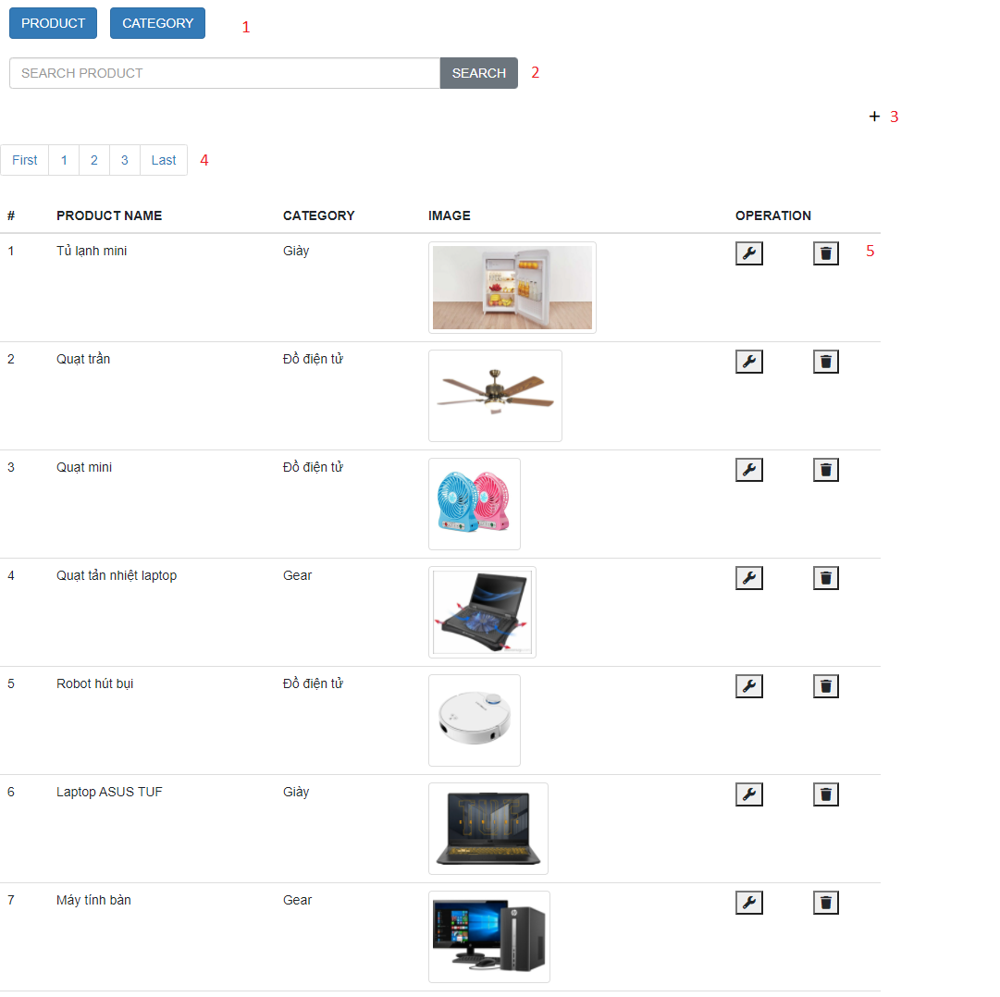 PRODUCT CATEGORY 1
SEARCH PRODUCT SEARCH 2
+ 3
First 1 2 3 Last 4
# PRODUCT NAME CATEGORY IMAGE OPERATION
1 Tủ lạnh mini Giày 5
2 Quạt trần Đồ điện tử
3 Quạt mini Đồ điện tử
4 Quạt tản nhiệt laptop Gear
5 Robot hút bụi Đồ điện tử
6 Laptop ASUS TUF Giày
TUF
7 Máy tính bàn Gear